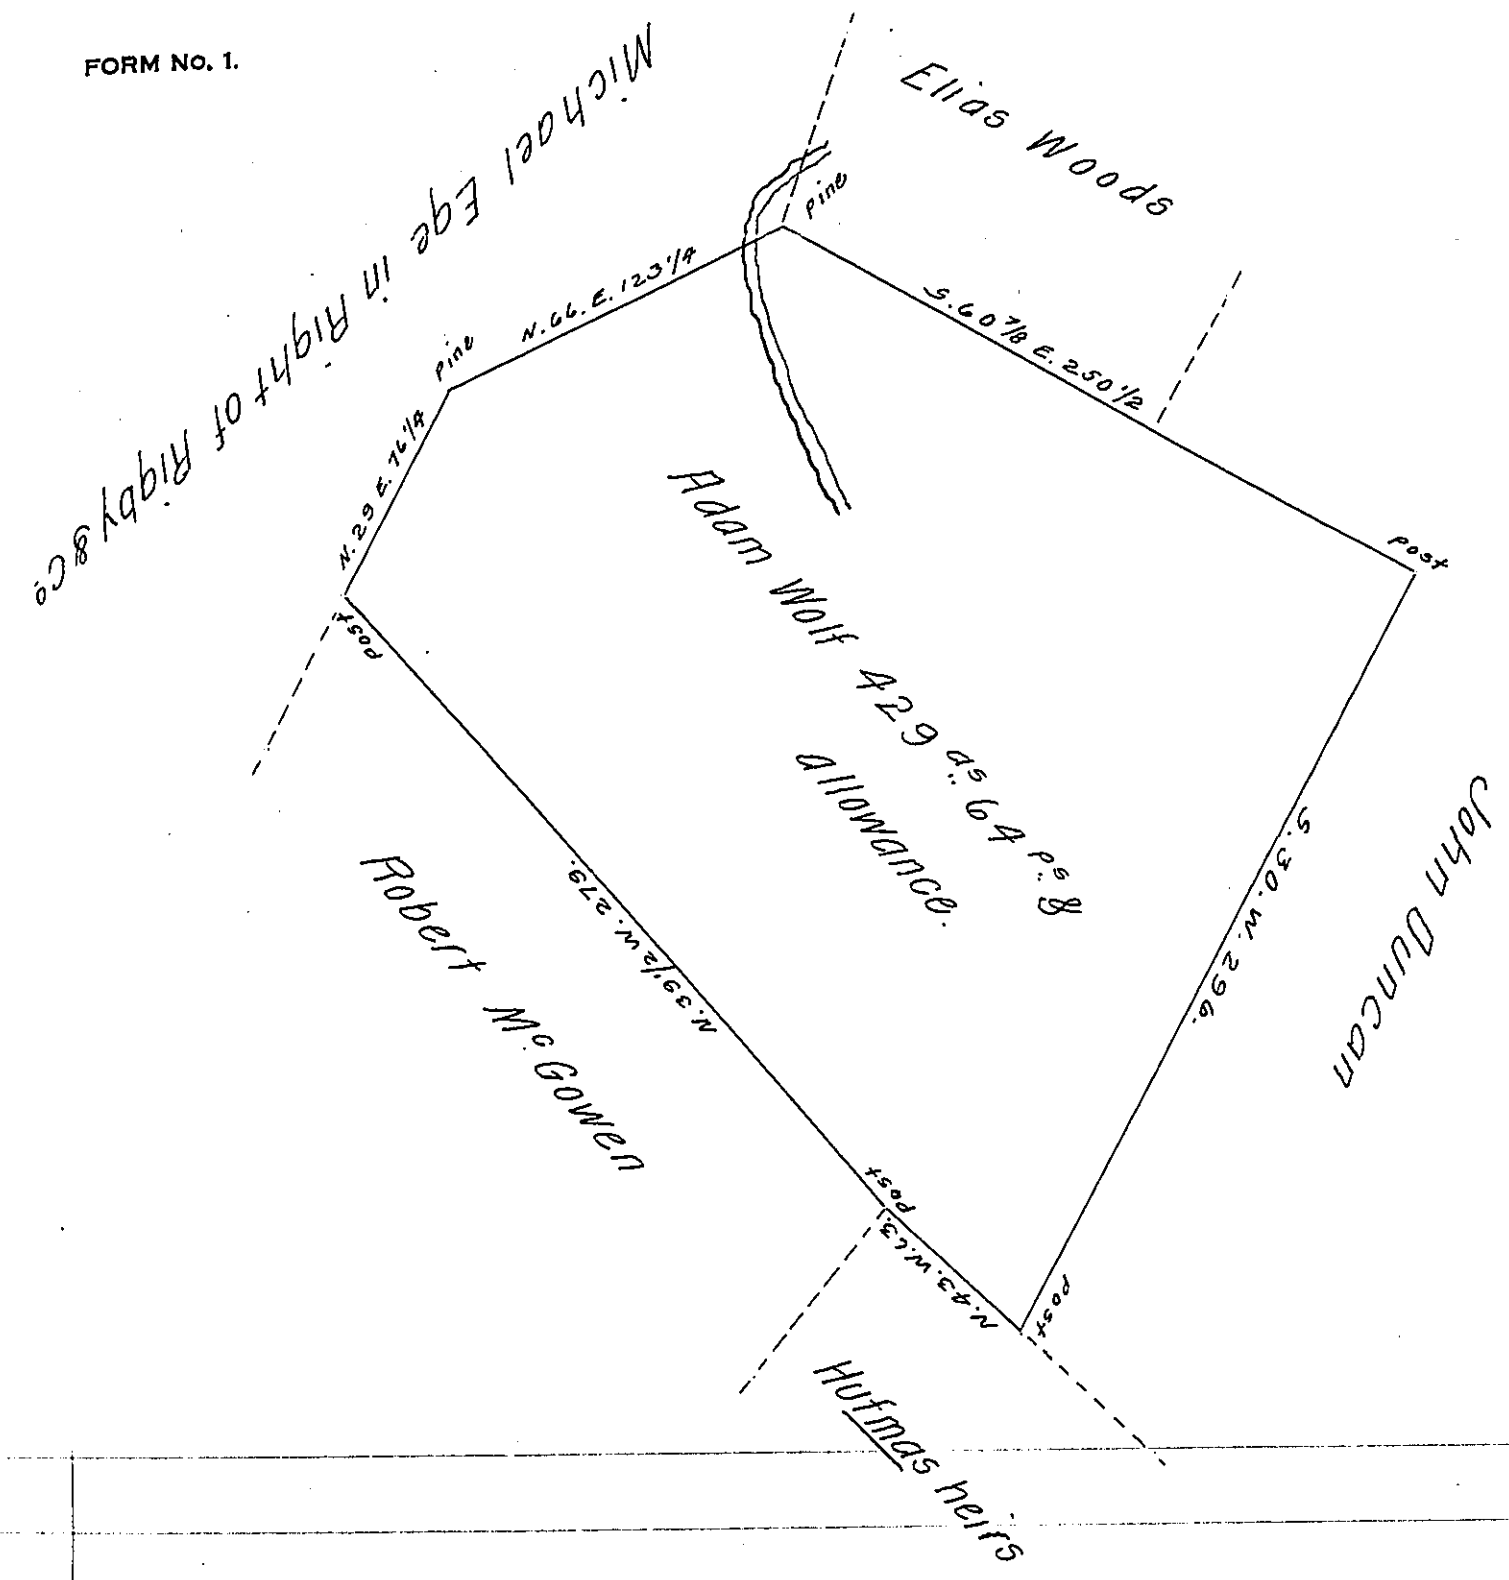 FORM No. 1.
Michael Ege in Right of Rigby & Co
Elias Woods
pine
N. 66. E. 123 1/4
S. 60 7/8 E. 250 1/2
pine
N. 29 E. 76 1/4
post
post
Adam Wolf 429 as 64 ps &
allowance.
John Duncan
S. 30. W. 296.
Robert Mc. Gowen
N. 39 1/2 W. 279.
post
N. 43. W. 63.
post
Hufmas heirs